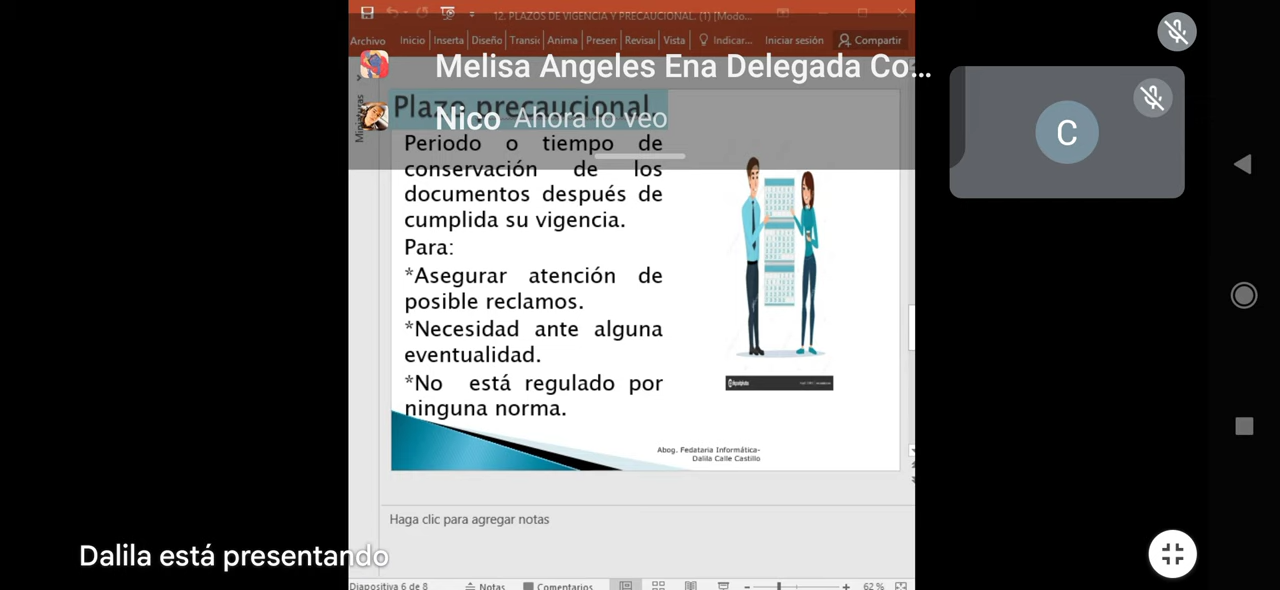 12. PLAZOS DE VIGENCIA Y PRECAUCIONAL. (1) [Modo...
Archivo Inicio Inserta Diseño Transic Anima Presen Revisa Vista Indicar... Iniciar sesión Compartir
Melisa Angeles Ena Delegada Co...
Plazo precaucional.
Nico Ahora lo veo
Periodo o tiempo de
conservación de los
documentos después de
cumplida su vigencia.
Para:
*Asegurar atención de
posible reclamos.
*Necesidad ante alguna
eventualidad.
*No está regulado por
ninguna norma.
C
Abog. Fedataria Informática-
Dalila Calle Castillo
Haga clic para agregar notas
Dalila está presentando
Diapositiva 6 de 8 Notas Comentarios 62 %